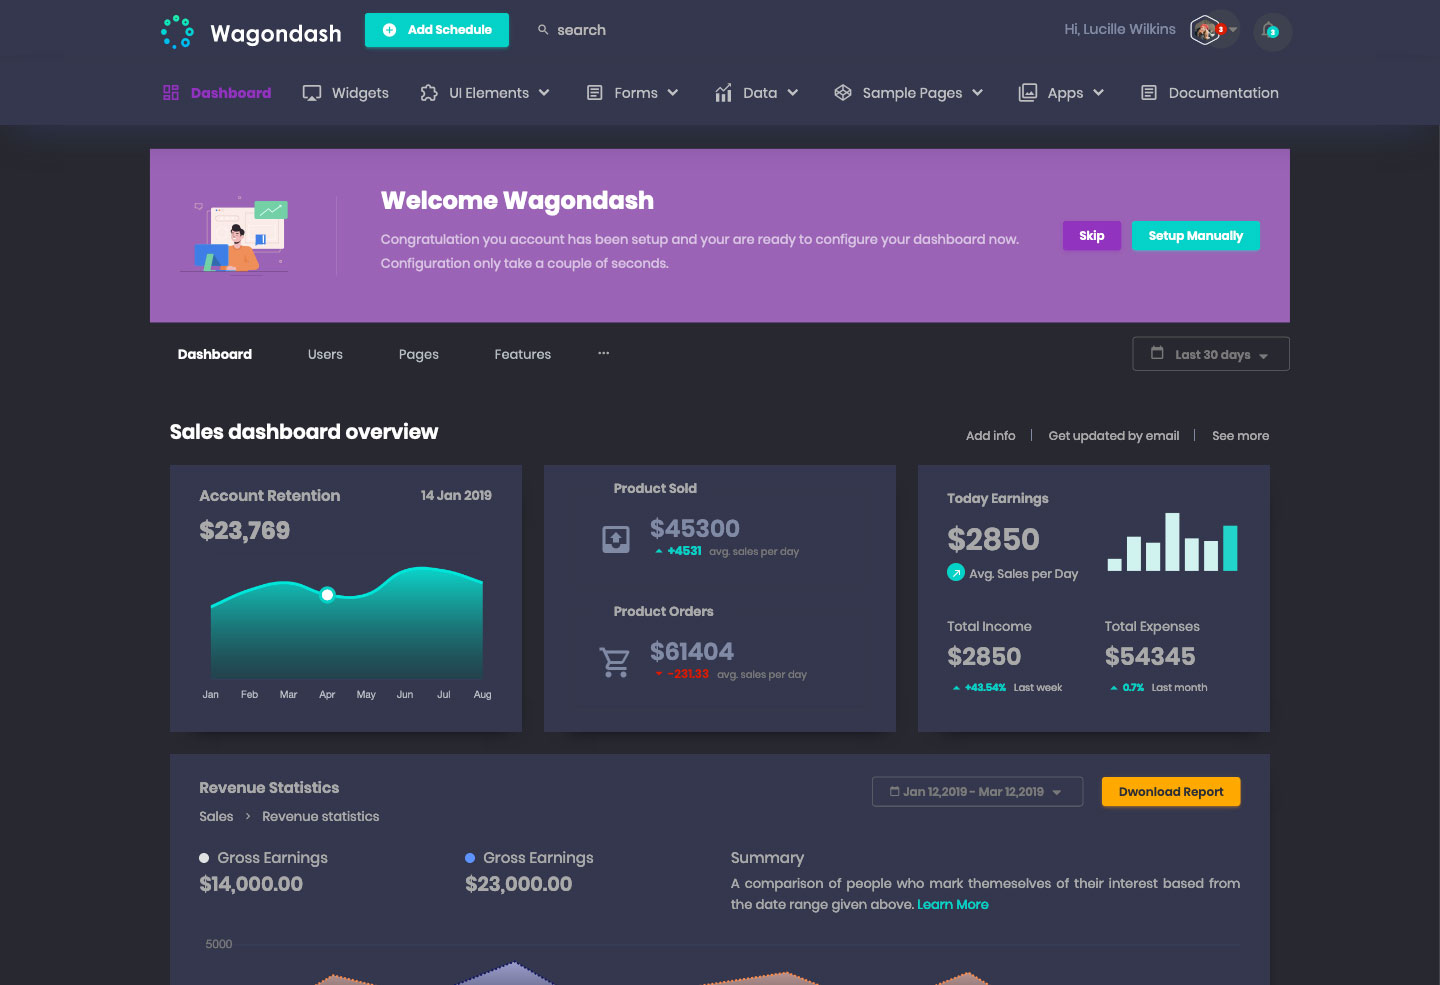 Wagondash
Add Schedule
search
Hi, Lucille Wilkins
3
3
Dashboard
Widgets
UI Elements
Forms
Data
Sample Pages
Apps
Documentation
Welcome Wagondash
Congratulation you account has been setup and your are ready to configure your dashboard now.
Configuration only take a couple of seconds.
Skip
Setup Manually
Dashboard
Users
Pages
Features
···
Last 30 days
Sales dashboard overview
Add info
Get updated by email
See more
Account Retention
14 Jan 2019
$23,769
Jan Feb Mar Apr May Jun Jul Aug
Product Sold
$45300
+4531 avg. sales per day
Product Orders
$61404
-231.33 avg. sales per day
Today Earnings
$2850
Avg. Sales per Day
Total Income
$2850
+43.54% Last week
Total Expenses
$54345
0.7% Last month
Revenue Statistics
Sales > Revenue statistics
Jan 12,2019 - Mar 12,2019
Dwonload Report
Gross Earnings
$14,000.00
Gross Earnings
$23,000.00
Summary
A comparison of people who mark themeselves of their interest based from
the date range given above. Learn More
5000